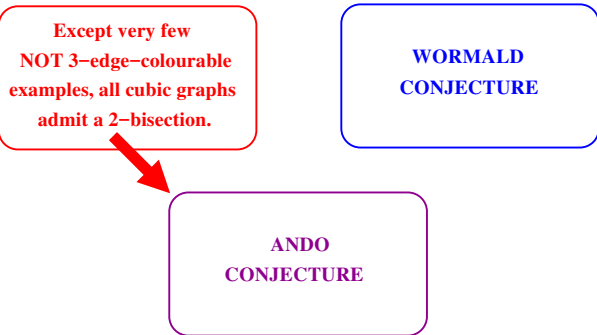 Except very few
NOT 3−edge−colourable
examples, all cubic graphs
admit a 2−bisection.
WORMALD
CONJECTURE
ANDO
CONJECTURE